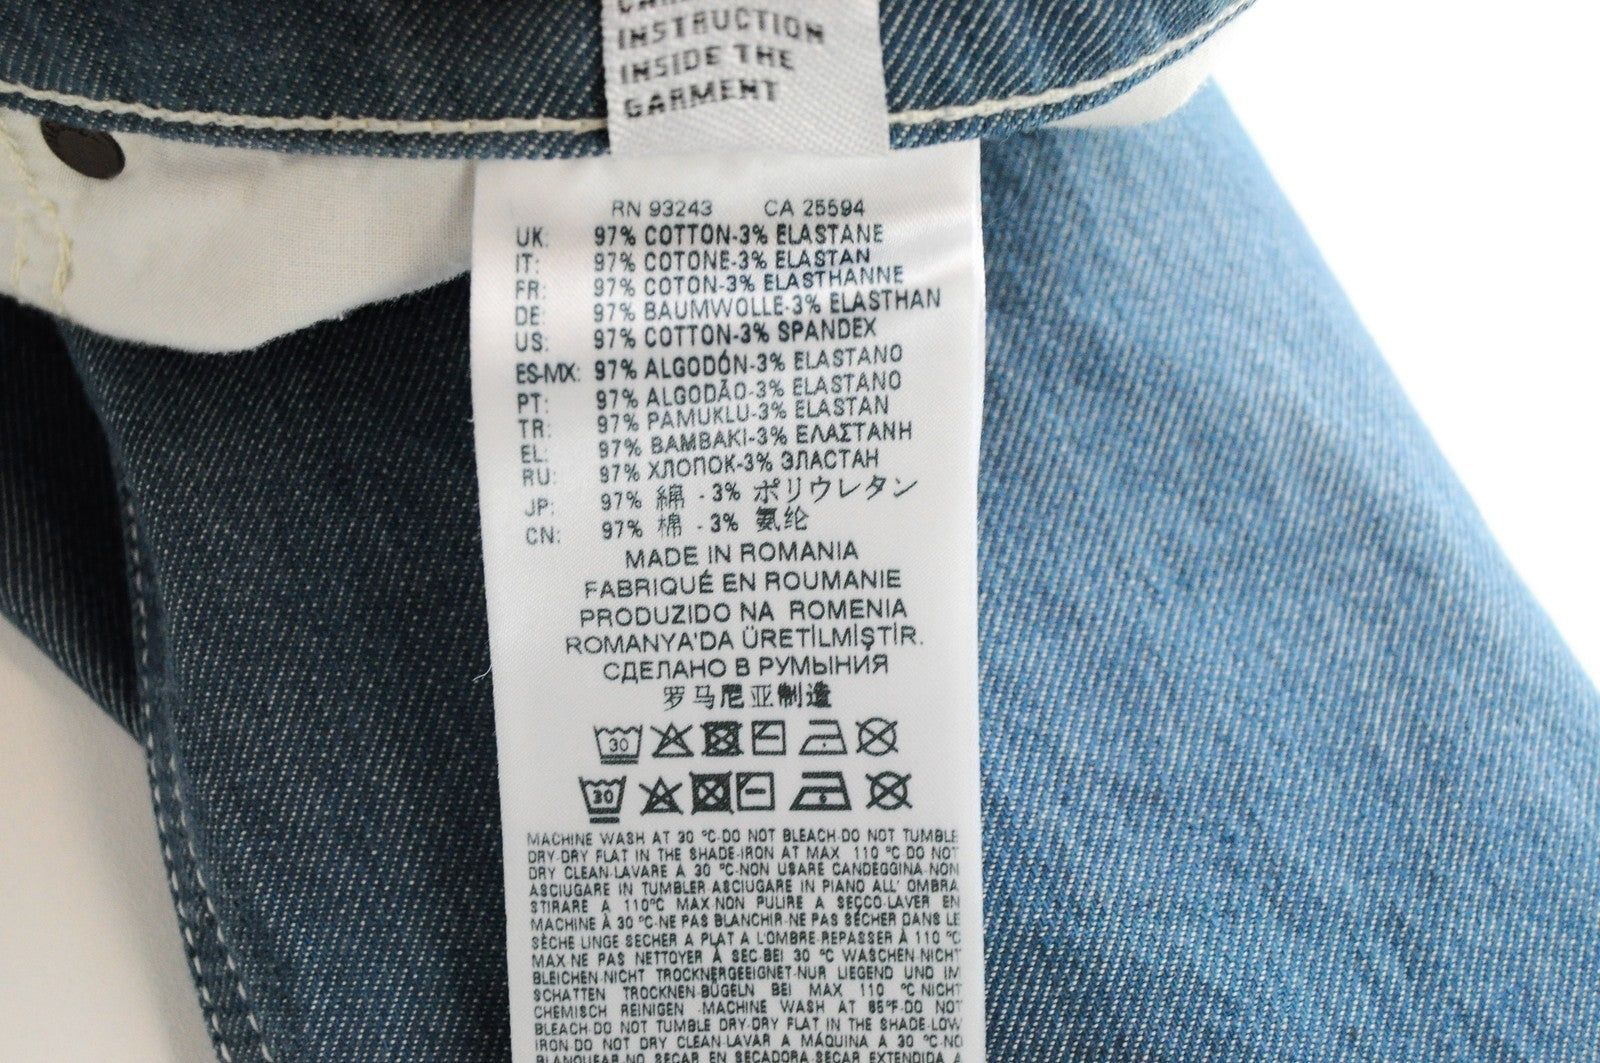 INSTRUCTION
INSIDE THE
GARMENT
RN 93243 CA 25594
UK: 97% COTTON-3% ELASTANE
IT: 97% COTONE-3% ELASTAN
FR: 97% COTON-3% ELASTHANNE
DE: 97% BAUMWOLLE-3% ELASTHAN
US: 97% COTTON-3% SPANDEX
ES-MX: 97% ALGODÓN-3% ELASTANO
PT: 97% ALGODÃO-3% ELASTANO
TR: 97% PAMUKLU-3% ELASTAN
EL: 97% BAMBAKI-3% ΕΛΑΣΤΑΝΗ
RU: 97% ХЛОПОК-3% ЭЛАСТАН
JP: 97% 綿 - 3% ポリウレタン
CN: 97% 棉 - 3% 氨纶
MADE IN ROMANIA
FABRIQUÉ EN ROUMANIE
PRODUZIDO NA ROMENIA
ROMANYA'DA ÜRETİLMİŞTİR.
СДЕЛАНО В РУМЫНИЯ
罗马尼亚制造
30
30
MACHINE WASH AT 30 °C-DO NOT BLEACH-DO NOT TUMBLE
DRY-DRY FLAT IN THE SHADE-IRON AT MAX 110 °C-DO NOT
DRY CLEAN-LAVARE A 30 °C-NON USARE CANDEGGINA-NON
ASCIUGARE IN TUMBLER-ASCIUGARE IN PIANO ALL' OMBRA
STIRARE A 110°C MAX-NON PULIRE A SECCO-LAVER EN
MACHINE À 30 °C-NE PAS BLANCHIR-NE PAS SÉCHER DANS LE
SÈCHE LINGE SECHER A PLAT A L'OMBRE-REPASSER À 110 °C
MAX NE PAS NETTOYER À SEC-BEI 30 °C WASCHEN-NICHT
BLEICHEN-NICHT TROCKNERGEEIGNET-NUR LIEGEND UND IM
SCHATTEN TROCKNEN-BÜGELN BEI MAX 110 °C-NICHT
CHEMISCH REINIGEN -MACHINE WASH AT 85°F-DO NOT
BLEACH-DO NOT TUMBLE DRY-DRY FLAT IN THE SHADE-LOW
IRON-DO NOT DRY CLEAN-LAVAR A MÁQUINA A 30 °C-NO
BLANQUEAR-NO SECAR EN SECADORA-SECAR EXTENDIDA A